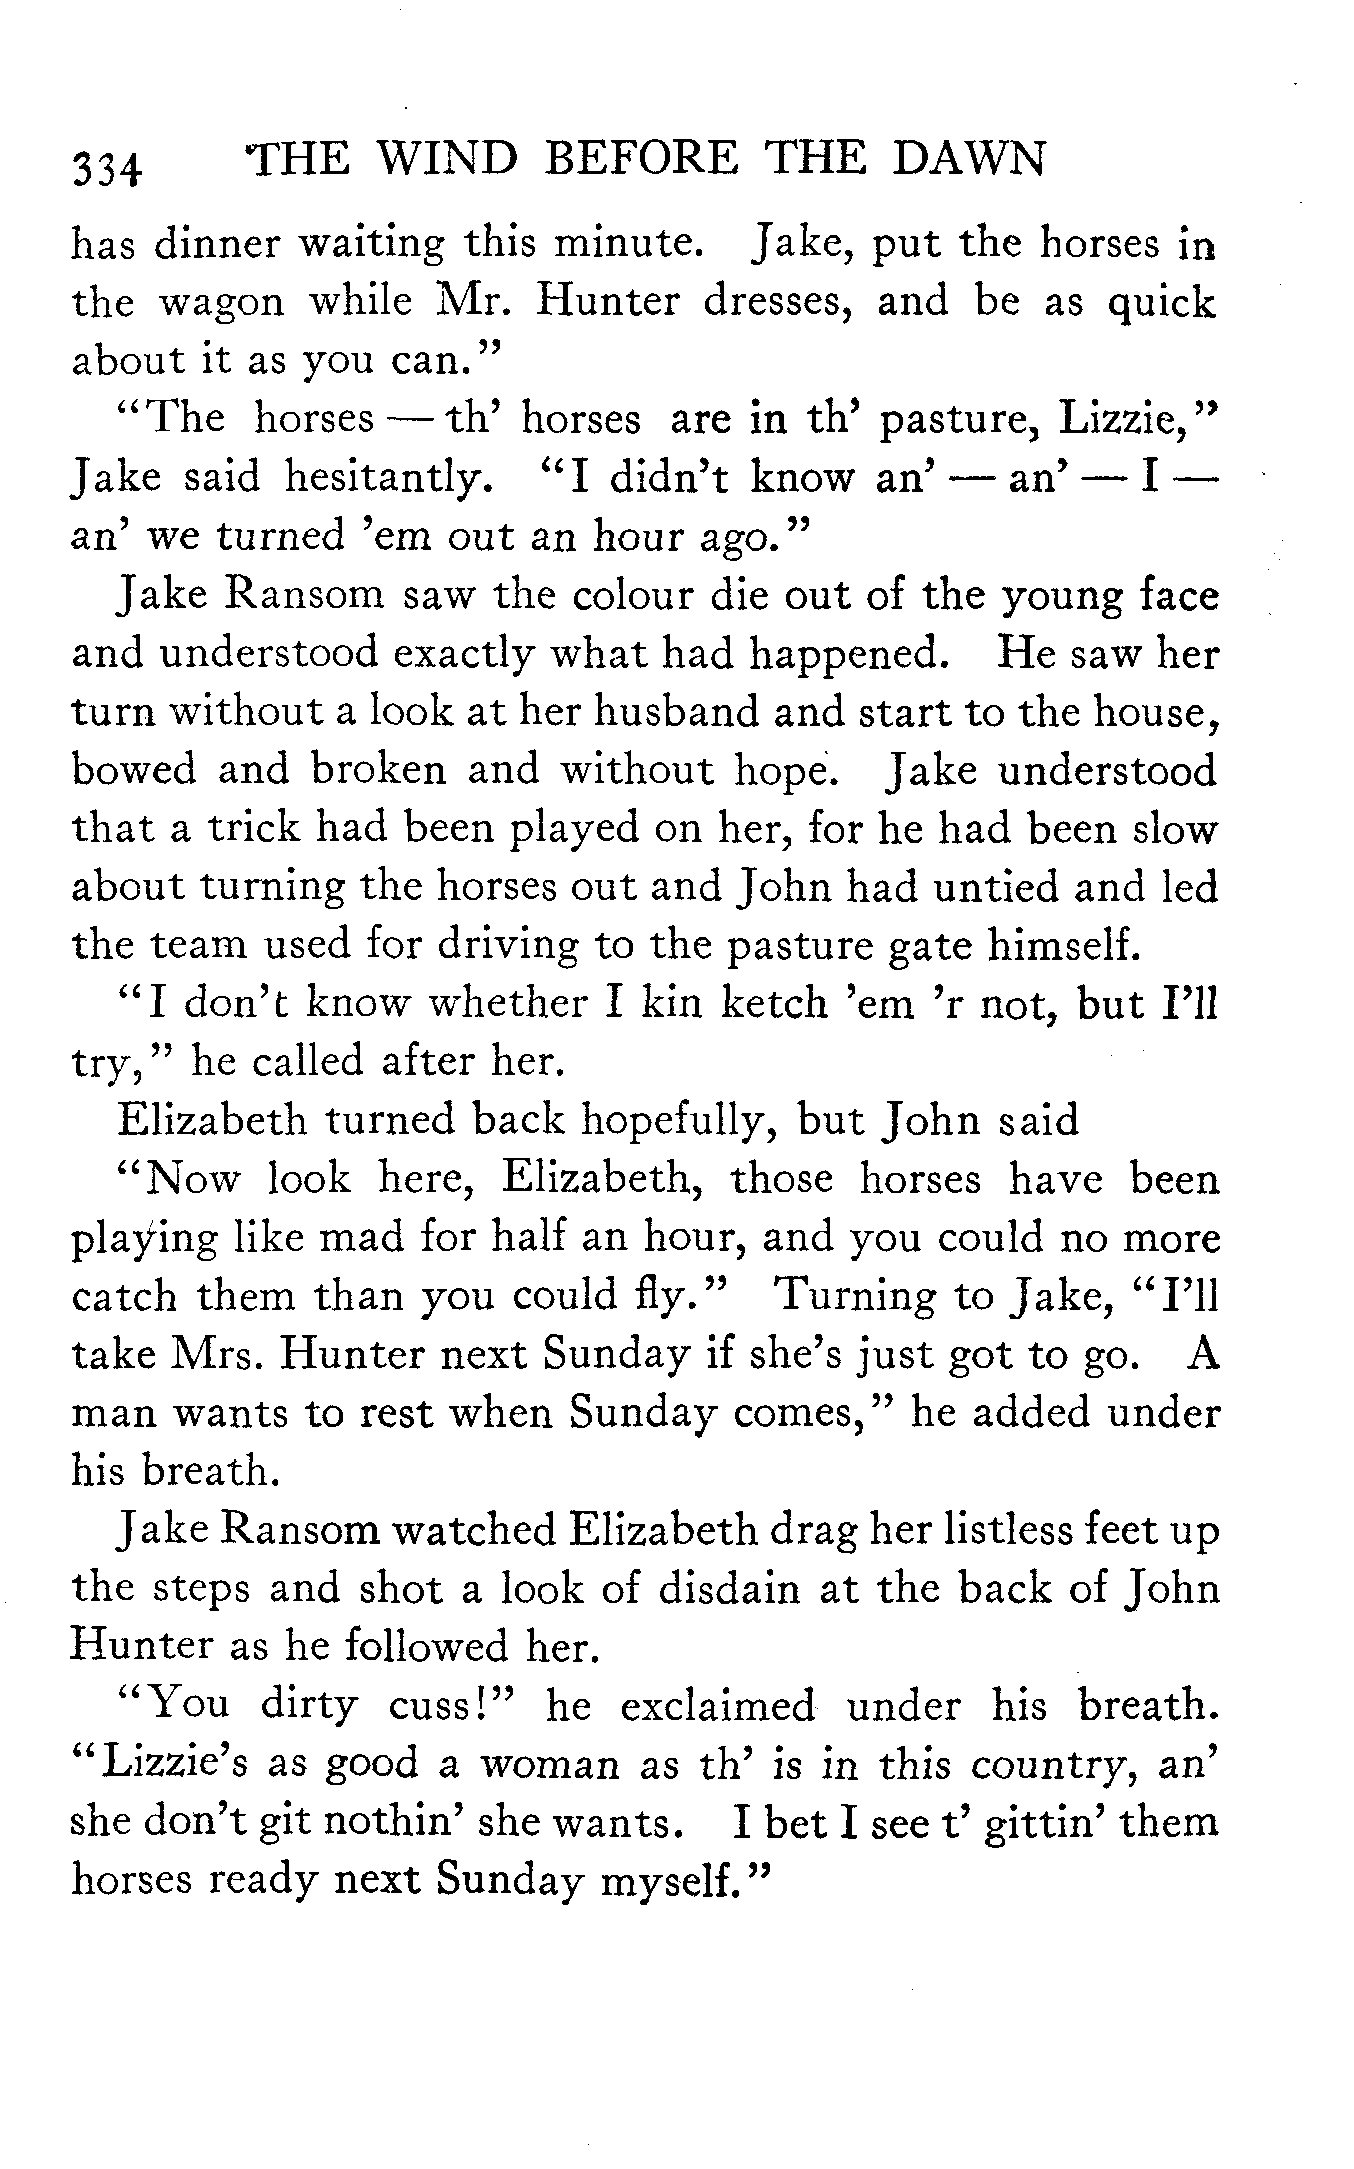 334 THE WIND BEFORE THE DAWN
has dinner waiting this minute. Jake, put the horses in
the wagon while Mr. Hunter dresses, and be as quick
about it as you can."
"The horses — th' horses are in th' pasture, Lizzie,"
Jake said hesitantly. "I didn't know an' — an' — I —
an' we turned 'em out an hour ago."
Jake Ransom saw the colour die out of the young face
and understood exactly what had happened. He saw her
turn without a look at her husband and start to the house,
bowed and broken and without hope. Jake understood
that a trick had been played on her, for he had been slow
about turning the horses out and John had untied and led
the team used for driving to the pasture gate himself.
"I don't know whether I kin ketch 'em 'r not, but I'll
try," he called after her.
Elizabeth turned back hopefully, but John said
"Now look here, Elizabeth, those horses have been
playing like mad for half an hour, and you could no more
catch them than you could fly." Turning to Jake, "I'll
take Mrs. Hunter next Sunday if she's just got to go. A
man wants to rest when Sunday comes," he added under
his breath.
Jake Ransom watched Elizabeth drag her listless feet up
the steps and shot a look of disdain at the back of John
Hunter as he followed her.
"You dirty cuss!" he exclaimed under his breath.
"Lizzie's as good a woman as th' is in this country, an'
she don't git nothin' she wants. I bet I see t' gittin' them
horses ready next Sunday myself."